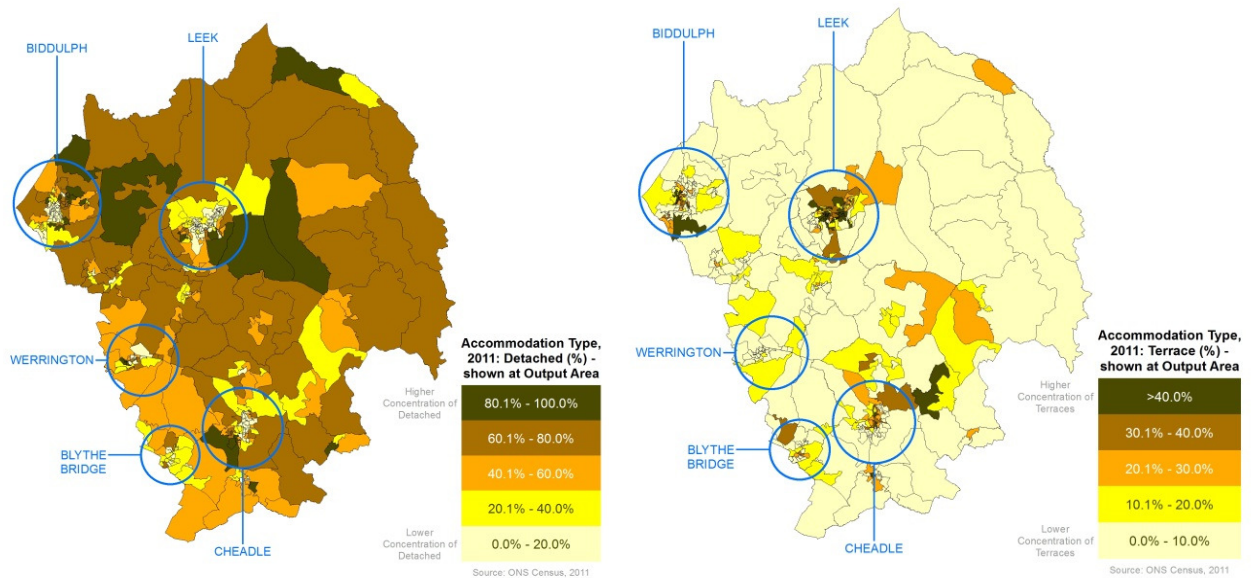 LEEK
BIDDULPH
WERRINGTON
BLYTHE
BRIDGE
CHEADLE
Accommodation Type,
2011: Detached (%) -
shown at Output Area
Higher
Concentration of
Detached
80.1% - 100.0%
60.1% - 80.0%
40.1% - 60.0%
20.1% - 40.0%
0.0% - 20.0%
Lower
Concentration of
Detached
Source: ONS Census, 2011
LEEK
BIDDULPH
WERRINGTON
BLYTHE
BRIDGE
CHEADLE
Accommodation Type,
2011: Terrace (%) -
shown at Output Area
Higher
Concentration of
Terraces
>40.0%
30.1% - 40.0%
20.1% - 30.0%
10.1% - 20.0%
0.0% - 10.0%
Lower
Concentration of
Terraces
Source: ONS Census, 2011